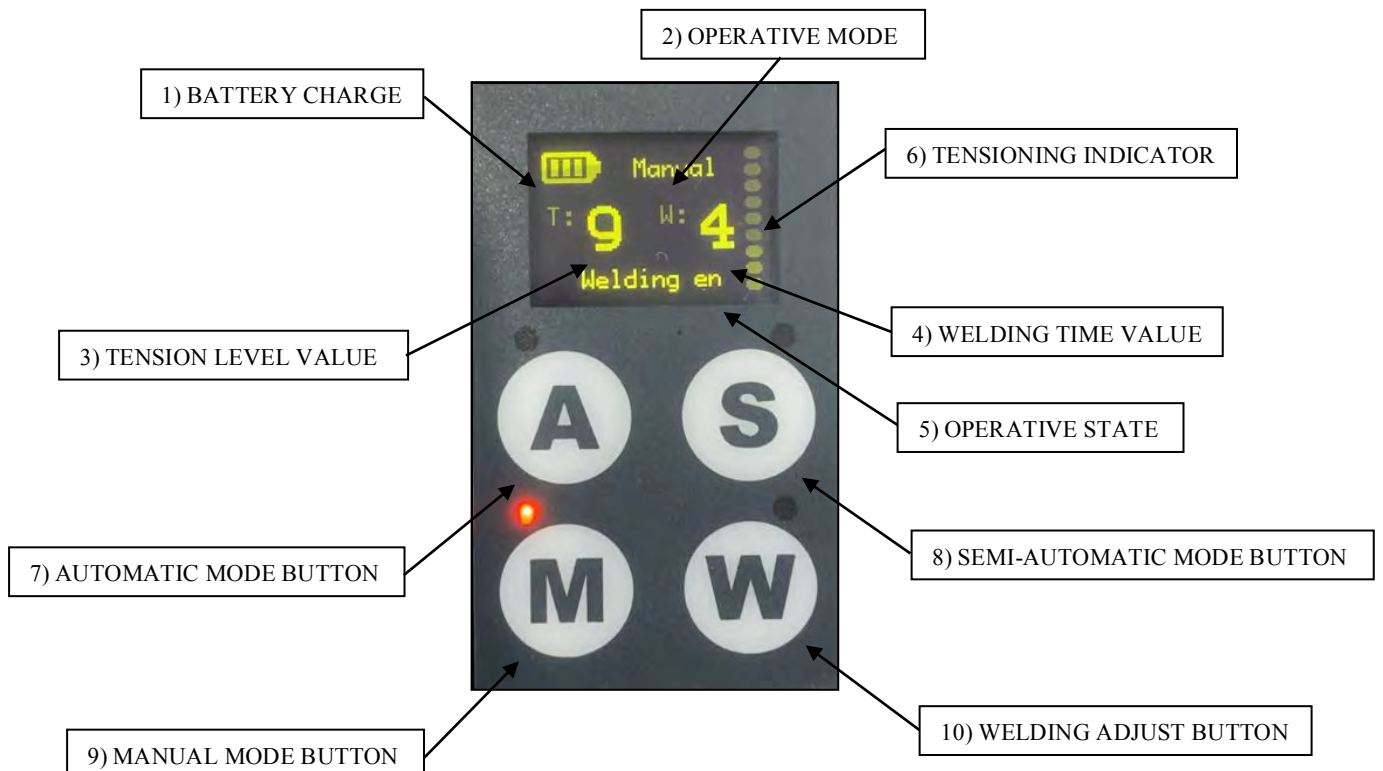 2) OPERATIVE MODE
1) BATTERY CHARGE
6) TENSIONING INDICATOR
Manual
T: 9 W: 4
Welding en
3) TENSION LEVEL VALUE
4) WELDING TIME VALUE
5) OPERATIVE STATE
A S
7) AUTOMATIC MODE BUTTON
8) SEMI-AUTOMATIC MODE BUTTON
M W
9) MANUAL MODE BUTTON
10) WELDING ADJUST BUTTON